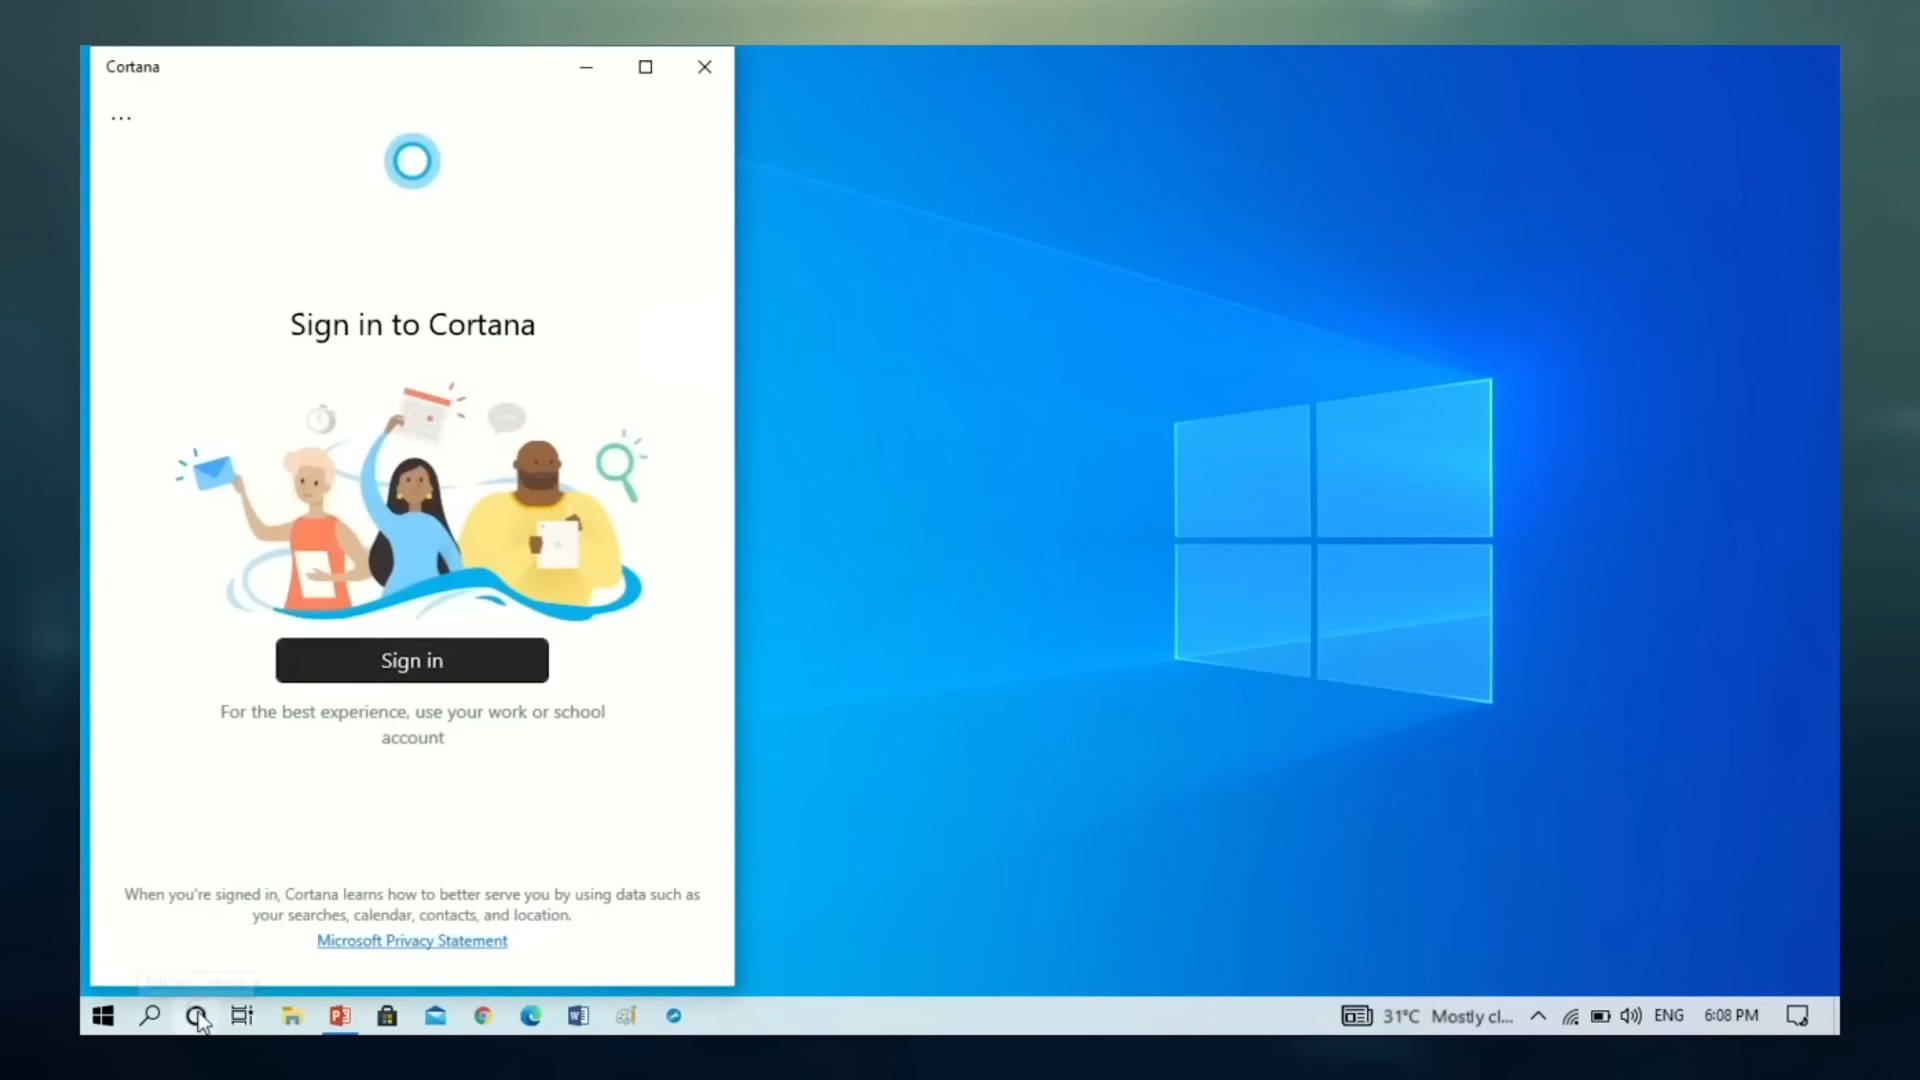 Cortana
...
Sign in to Cortana
Sign in
For the best experience, use your work or school
account
When you're signed in, Cortana learns how to better serve you by using data such as
your searches, calendar, contacts, and location.
Microsoft Privacy Statement
31°C Mostly cl... ENG 6:08 PM